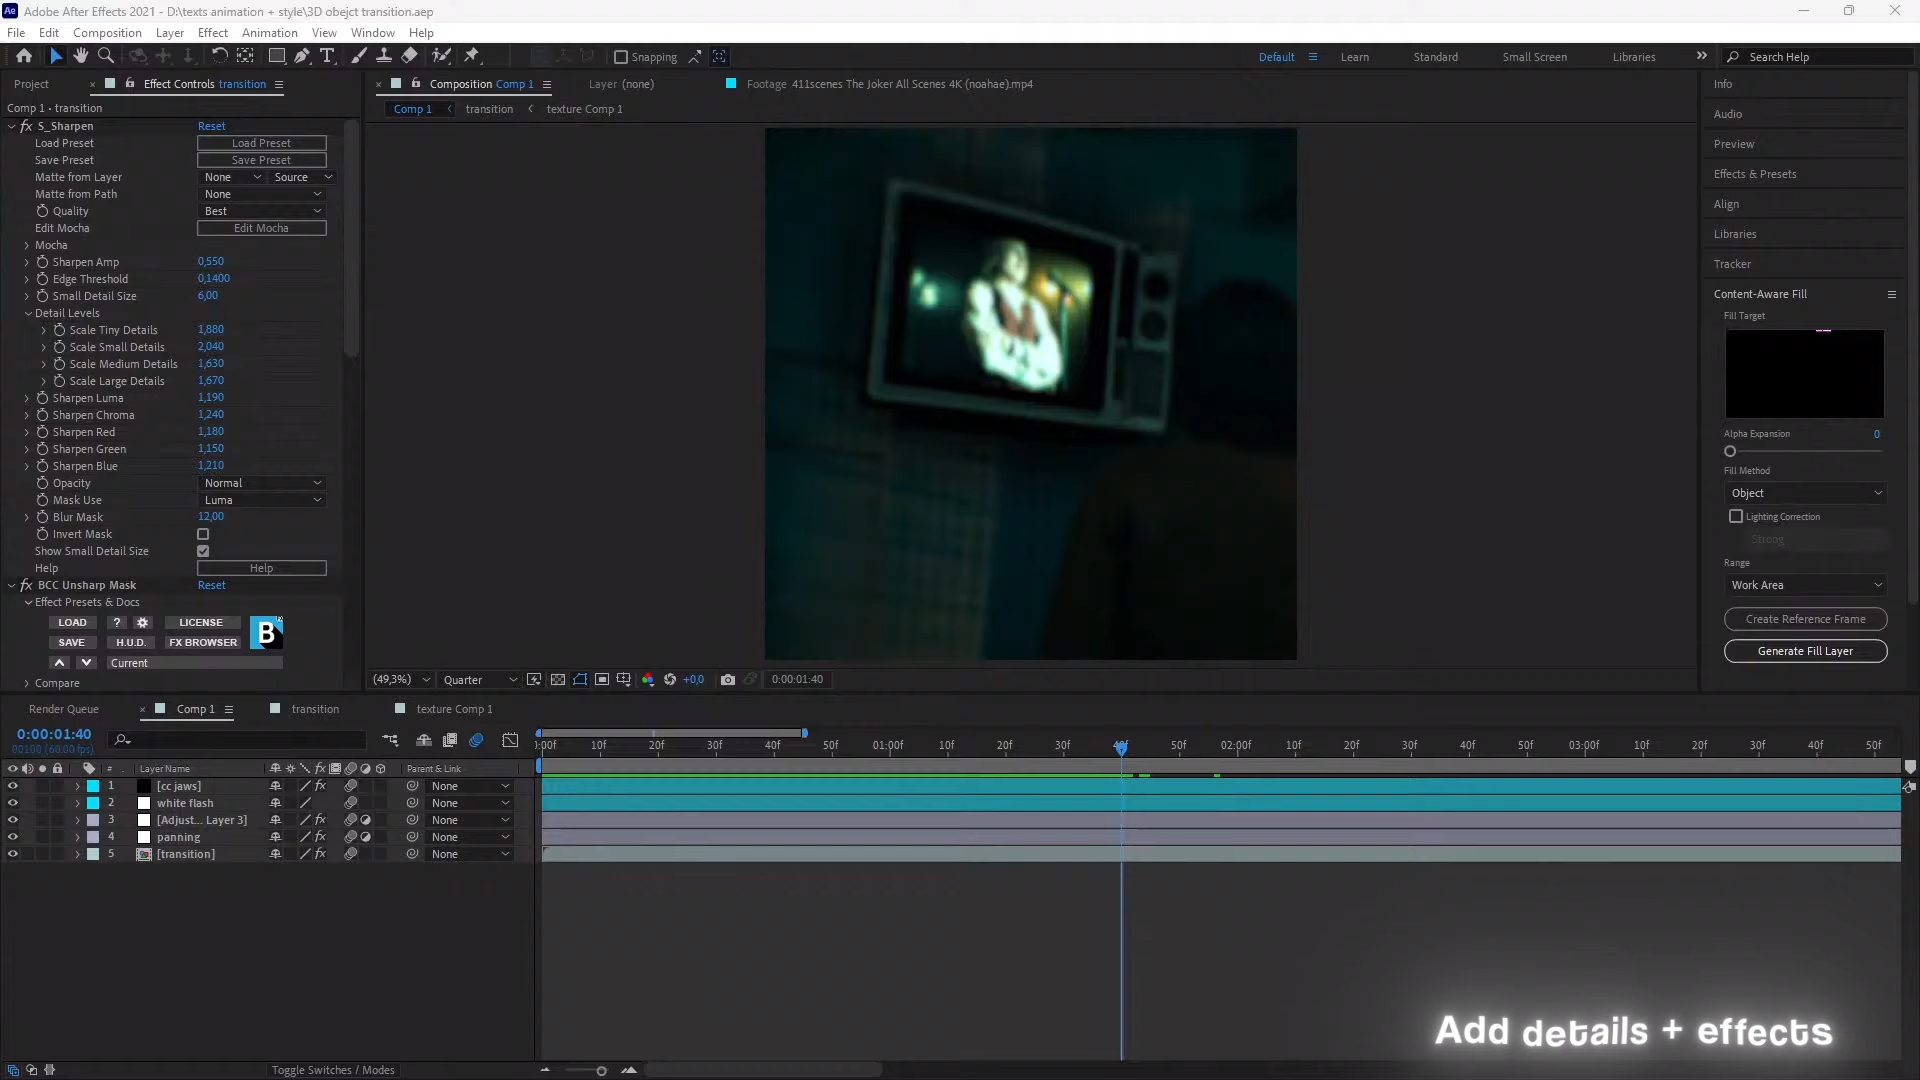 Adobe After Effects 2021 - D:\texts animation + style\3D obejct transition.aep
File Edit Composition Layer Effect Animation View Window Help
Snapping
Default Learn Standard Small Screen Libraries Search Help
Project Effect Controls transition
Comp 1 • transition
S_Sharpen Reset
Load Preset Load Preset
Save Preset Save Preset
Matte from Layer None Source
Matte from Path None
Quality Best
Edit Mocha Edit Mocha
Mocha
Sharpen Amp 0,550
Edge Threshold 0,1400
Small Detail Size 6,00
Detail Levels
Scale Tiny Details 1,880
Scale Small Details 2,040
Scale Medium Details 1,630
Scale Large Details 1,670
Sharpen Luma 1,190
Sharpen Chroma 1,240
Sharpen Red 1,180
Sharpen Green 1,150
Sharpen Blue 1,210
Opacity Normal
Mask Use Luma
Blur Mask 12,00
Invert Mask
Show Small Detail Size
Help Help
BCC Unsharp Mask Reset
Effect Presets & Docs
LOAD ? LICENSE
SAVE H.U.D. FX BROWSER
B
Current
Compare
Composition Comp 1 Layer (none) Footage 411scenes The Joker All Scenes 4K (noahae).mp4
Comp 1 transition texture Comp 1
(49,3%) Quarter +0,0 0:00:01:40
Info
Audio
Preview
Effects & Presets
Align
Libraries
Tracker
Content-Aware Fill
Fill Target
Alpha Expansion 0
Fill Method
Object
Lighting Correction
Strong
Range
Work Area
Create Reference Frame
Generate Fill Layer
Render Queue Comp 1 transition texture Comp 1
0:00:01:40
00100 (60.00 fps)
:00f 10f 20f 30f 40f 50f 01:00f 10f 20f 30f 40f 50f 02:00f 10f 20f 30f 40f 50f 03:00f 10f 20f 30f 40f 50f
# Layer Name Parent & Link
1 [cc jaws] None
2 white flash None
3 [Adjust... Layer 3] None
4 panning None
5 [transition] None
Toggle Switches / Modes
Add details + effects